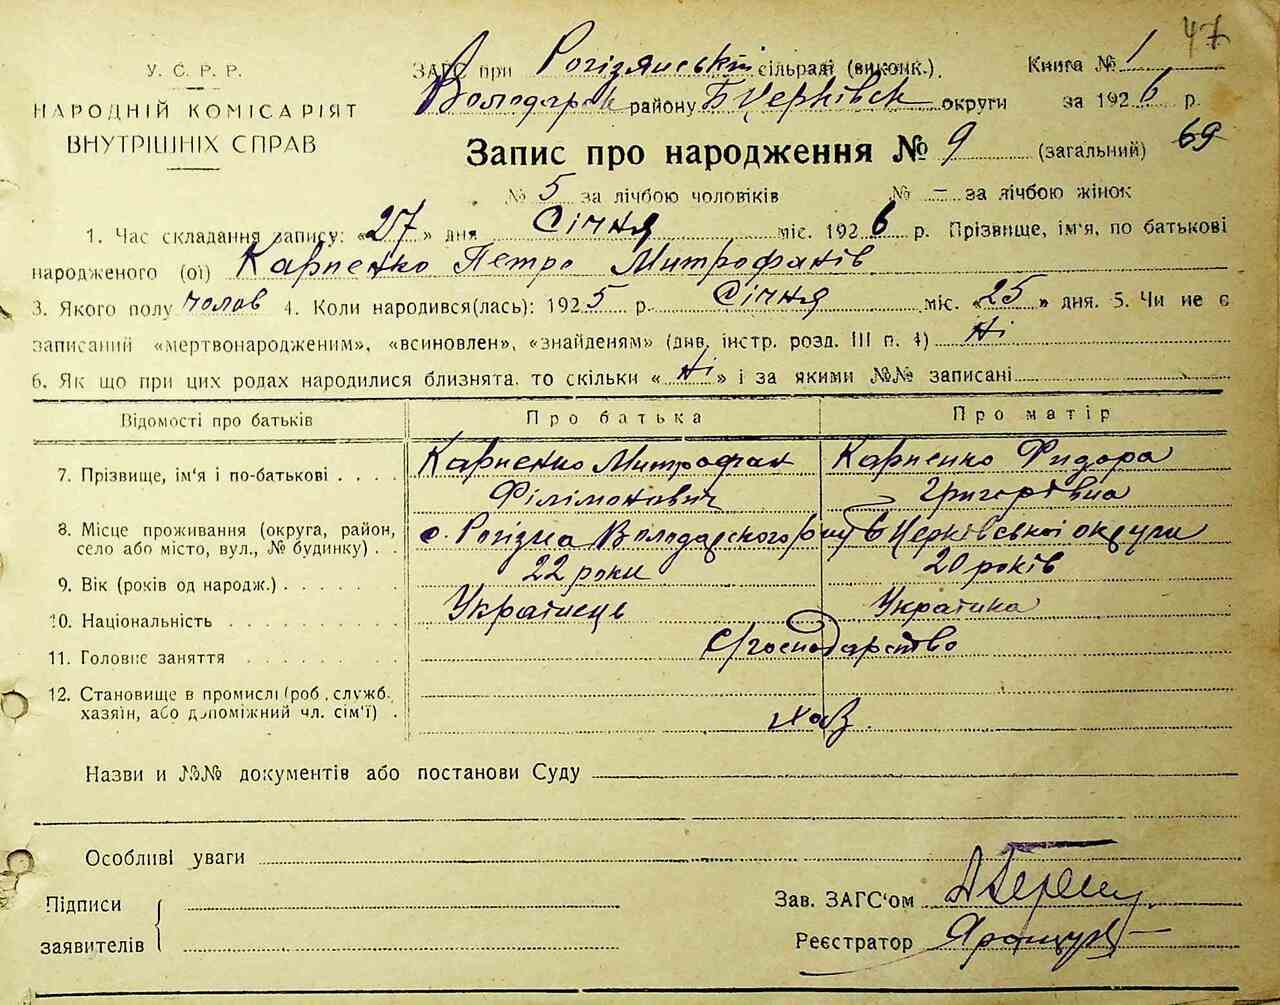 47
У. С. Р. Р.
НАРОДНІЙ КОМІСАРІЯТ
ВНУТРІШНІХ СПРАВ
ЗАГС при Рогізянській сільраді (виконк.). Книга № 1
Володарськ району Б Церківськ округи за 1926 р.
Запис про народження № 9 (загальний) 69
№ 5 за лічбою чоловіків № – за лічбою жінок
1. Час складання запису: «27» дня Січня міс. 1926 р. Прізвище, ім'я, по батькові
народженого (ої) Карпенко Петро Митрофанів
3. Якого полу чолов 4. Коли народився(лась): 1925 р. Січня міс. «25» дня. 5. Чи не є
записаний «мертвонародженим», «всиновлен», «знайденям» (див. інстр. розд. III п. 4) Ні
6. Як що при цих родах народилися близнята, то скільки «Ні» і за якими №№ записані
Відомості про батьків Про батька Про матір
7. Прізвище, ім'я і по-батькові Карпенко Митрофан Філімонович Карпенко Фидора Григорівна
8. Місце проживання (округа, район, село або місто, вул., № будинку) с. Рогізна Володарского Б Церківської округи
9. Вік (років од народж.) 22 роки 20 років
10. Національність Українець Українка
11. Головне заняття С/господарство
12. Становище в промислі (роб., служб. хазяїн, або допоміжний чл. сім'ї) хаз.
Назви и №№ документів або постанови Суду
Особливі уваги
Підписи заявителів
Зав. ЗАГС'ом
Реєстратор